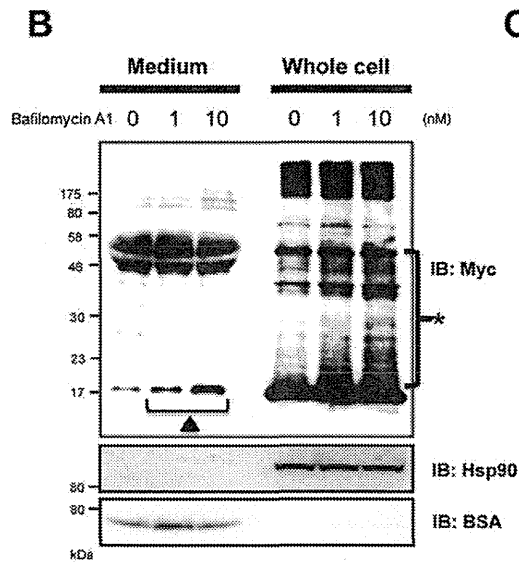 B
C
Medium Whole cell
Bafilomycin A1 0 1 10 0 1 10 (nM)
175
80
58
46
30
23
17
IB: Myc
*
80
IB: Hsp90
80
IB: BSA
kDa